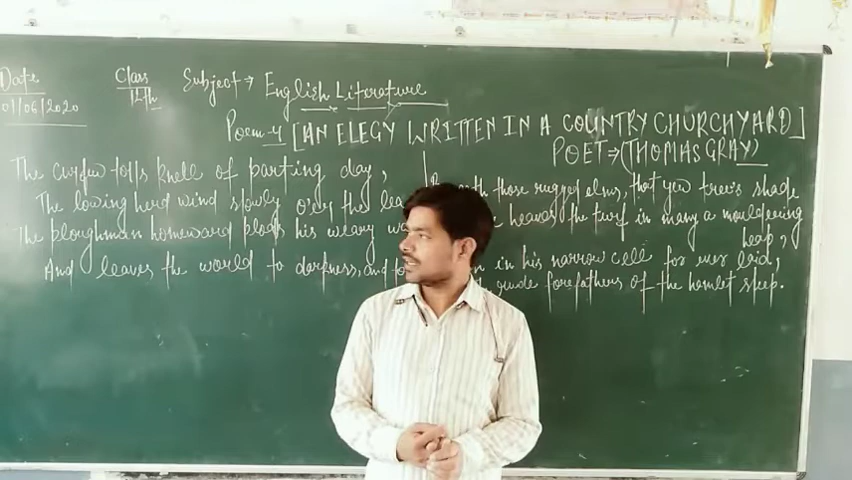 Date
01/06/2020
Class
12th
Subject → English Literature
Poem-4 [AN ELEGY WRITTEN IN A COUNTRY CHURCHYARD]
POET → (THOMAS GRAY)
The curfew tolls knell of parting day,
The lowing herd wind slowly o'er the lea
The ploughman homeward plods his weary
And leaves the world to darkness, and to
those rugged elms, that yew tree's shade
heaves the turf in many a mouldering
heap,
in his narrow cell for ever laid,
rude forefathers of the hamlet sleep.